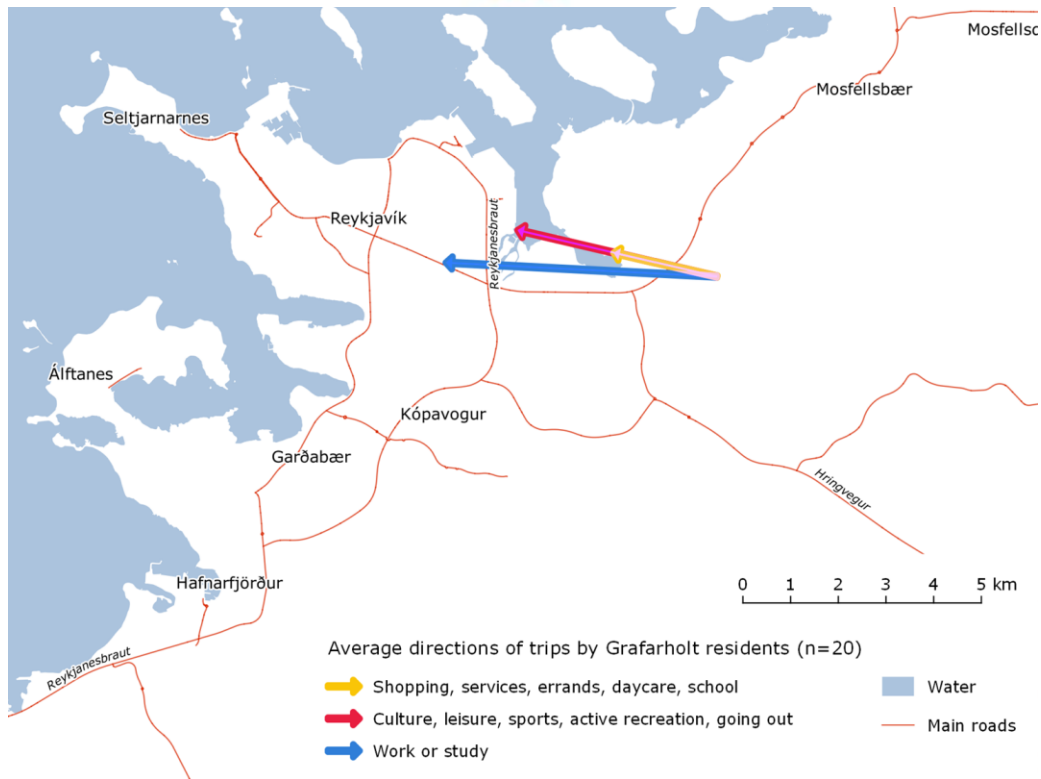 Mosfellsc
Mosfellsbær
Seltjarnarnes
Reykjavík
Reykjanesbraut
Álftanes
Kópavogur
Garðabær
Hringvegur
Hafnarfjörður
0 1 2 3 4 5 km
Reykjanesbraut
Average directions of trips by Grafarholt residents (n=20)
Shopping, services, errands, daycare, school
Water
Culture, leisure, sports, active recreation, going out
Main roads
Work or study